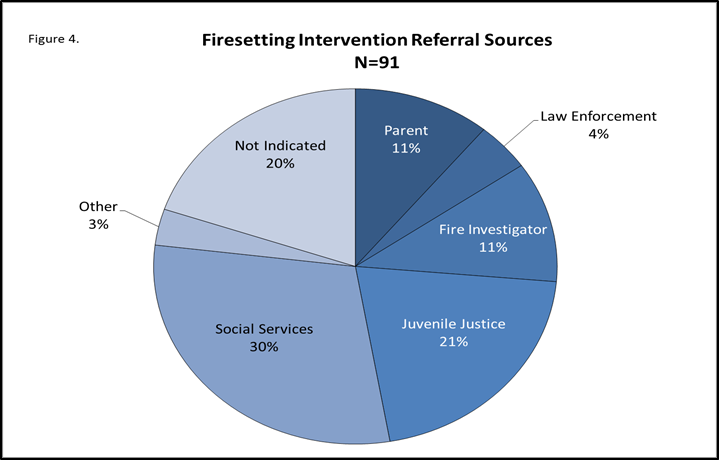 Figure 4.
Firesetting Intervention Referral Sources
N=91
Parent
11%
Law Enforcement
4%
Fire Investigator
11%
Juvenile Justice
21%
Social Services
30%
Other
3%
Not Indicated
20%